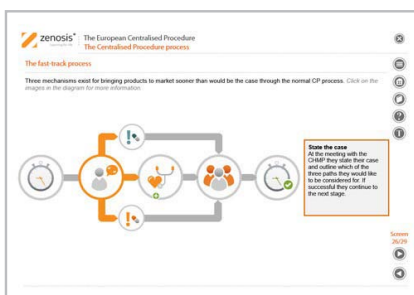 zenosis
The European Centralised Procedure
The Centralised Procedure process
The fast-track process
Three mechanisms exist for bringing products to market sooner than would be the case through the normal CP process. Click on the
images in the diagram for more information.
State the case
At the meeting with the
CHMP they state their case
and outline which of the
three paths they would like
to be considered for. If
successful they continue to
the next stage.
Screen
26/29